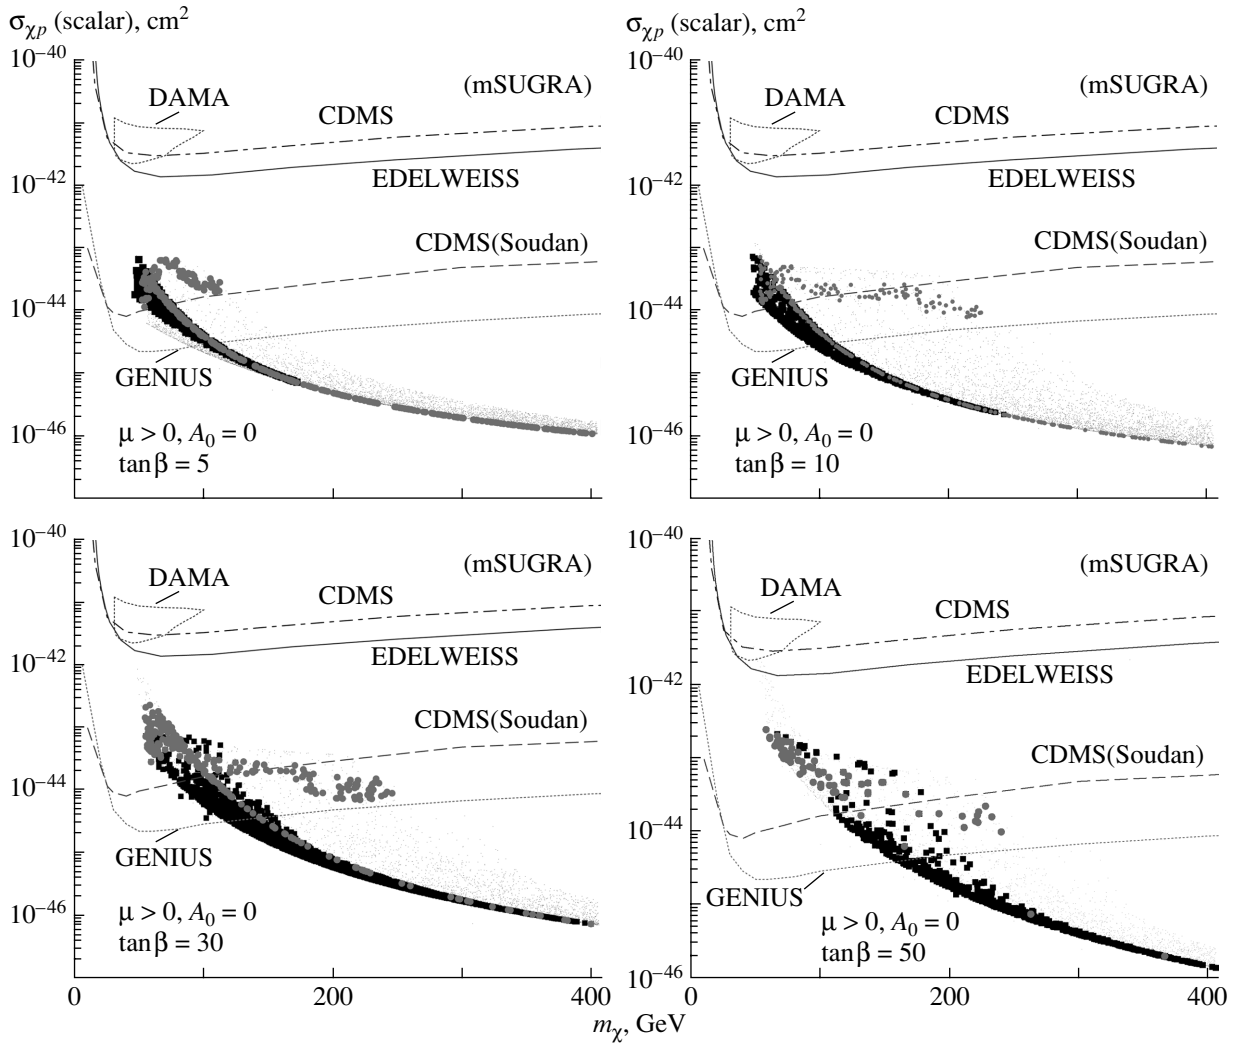 σχp (scalar), cm²
10⁻⁴⁰
(mSUGRA)
DAMA
CDMS
10⁻⁴²
EDELWEISS
CDMS(Soudan)
10⁻⁴⁴
GENIUS
10⁻⁴⁶
μ > 0, A₀ = 0
tanβ = 5
σχp (scalar), cm²
10⁻⁴⁰
(mSUGRA)
DAMA
CDMS
10⁻⁴²
EDELWEISS
CDMS(Soudan)
10⁻⁴⁴
GENIUS
10⁻⁴⁶
μ > 0, A₀ = 0
tanβ = 10
10⁻⁴⁰
(mSUGRA)
DAMA
CDMS
10⁻⁴²
EDELWEISS
CDMS(Soudan)
10⁻⁴⁴
GENIUS
10⁻⁴⁶
μ > 0, A₀ = 0
tanβ = 30
0 200 400
10⁻⁴⁰
(mSUGRA)
DAMA
CDMS
10⁻⁴²
EDELWEISS
CDMS(Soudan)
10⁻⁴⁴
GENIUS
μ > 0, A₀ = 0
tanβ = 50
10⁻⁴⁶
0 200 400
mχ, GeV